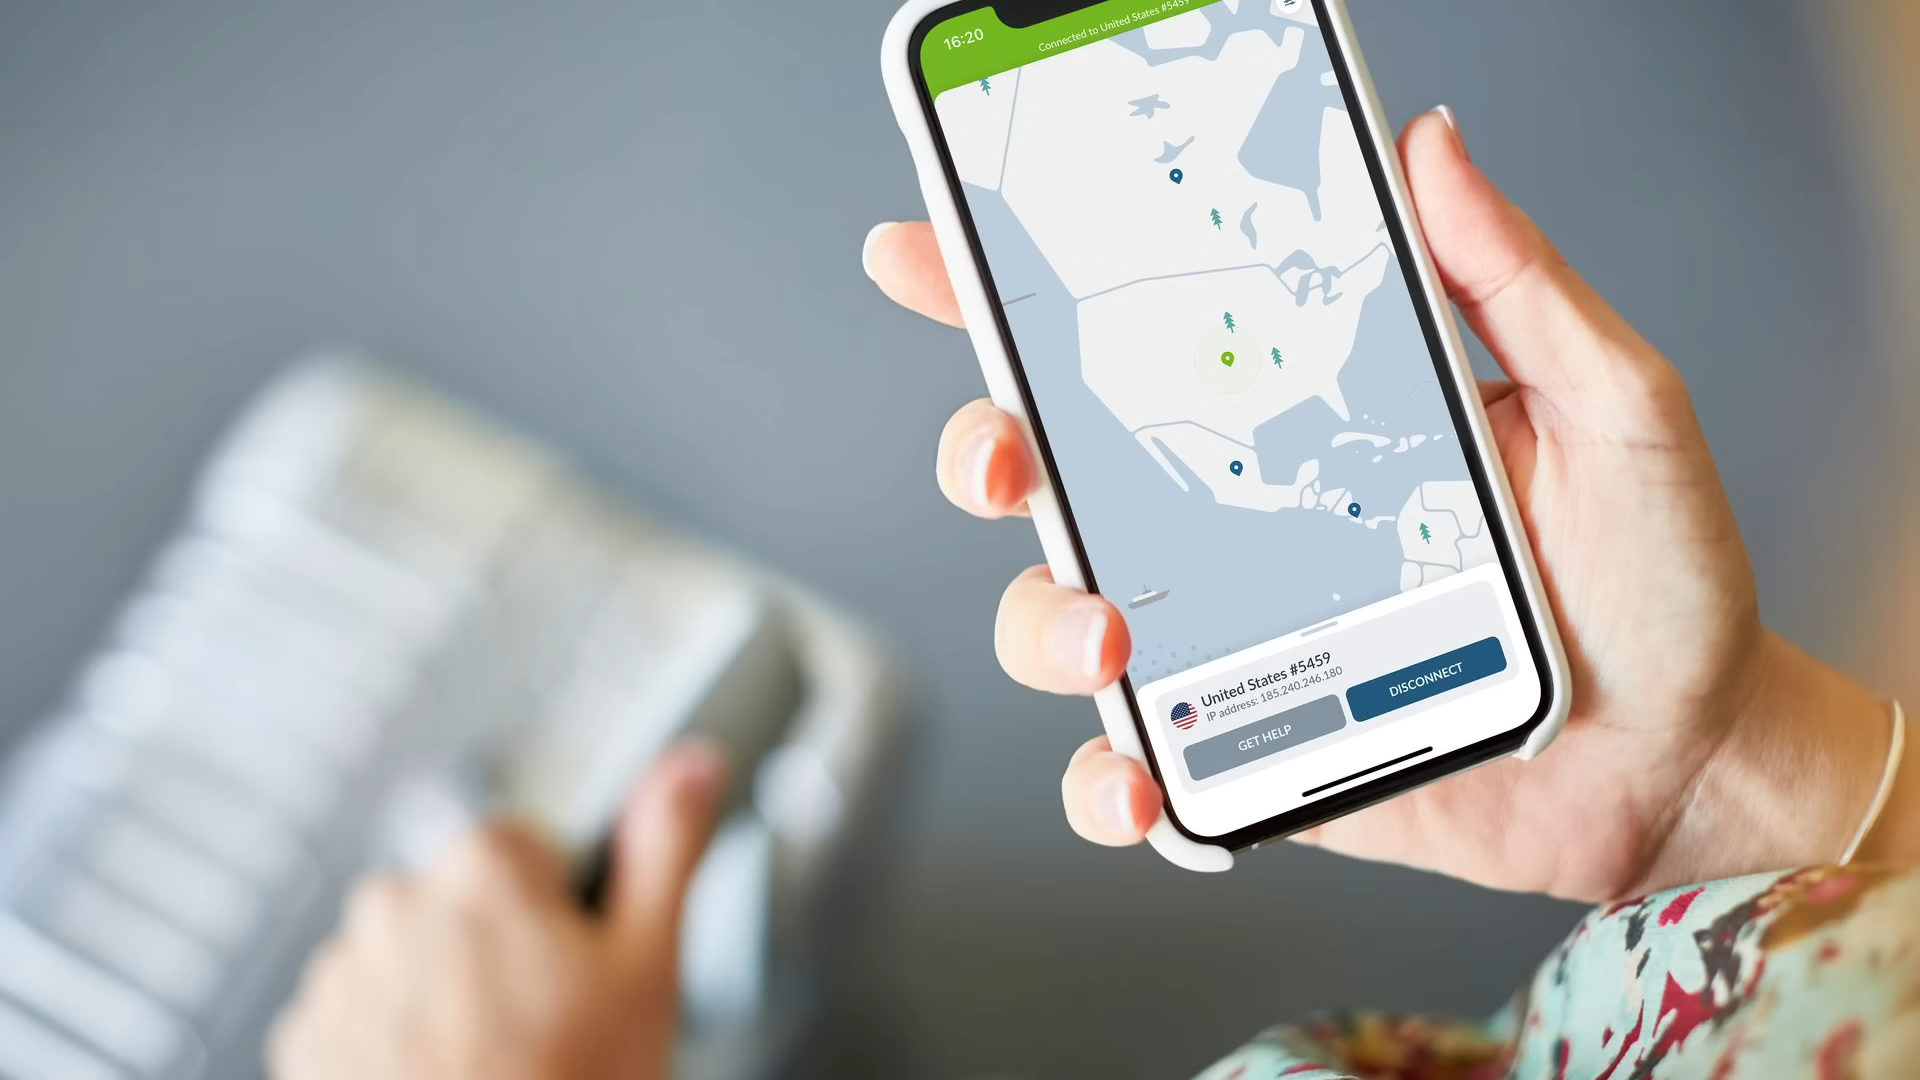 16:20
Connected to United States #5459
United States #5459
IP address: 185.240.246.180
GET HELP
DISCONNECT